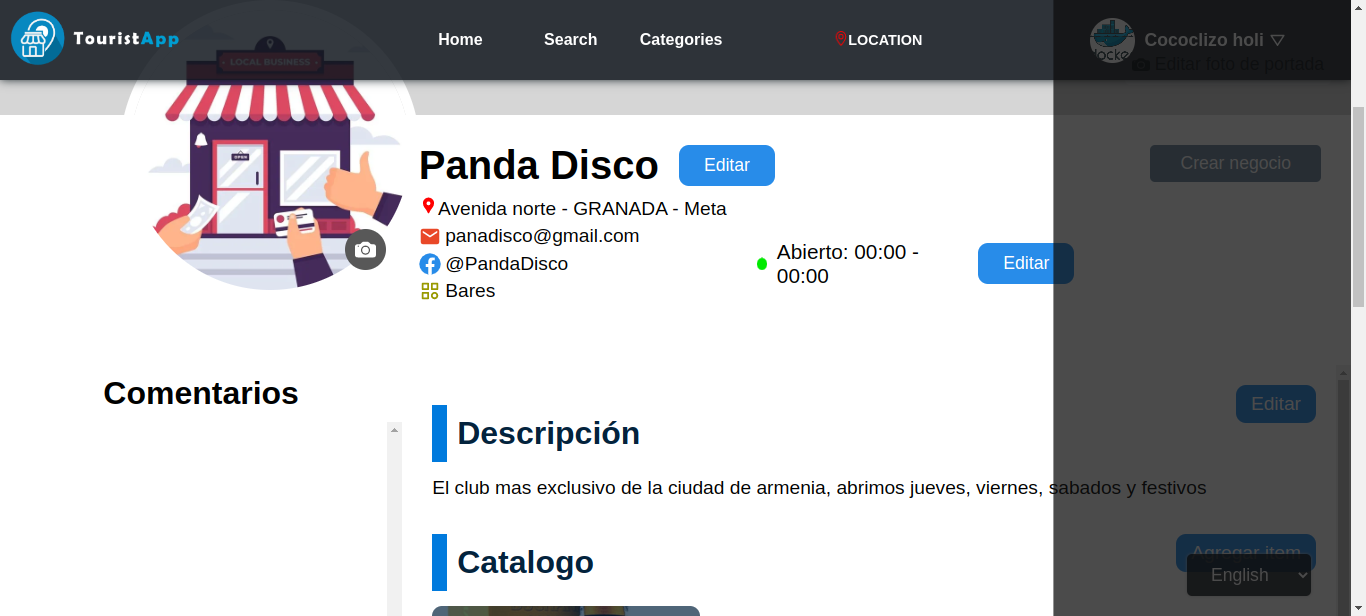 TouristApp
Home
Search
Categories
LOCATION
docke
Cococlizo holi ▽
Editar foto de portada
LOCAL BUSINESS
OPEN
Panda Disco
Editar
Crear negocio
Avenida norte - GRANADA - Meta
panadisco@gmail.com
@PandaDisco
Bares
Abierto: 00:00 -
00:00
Editar
Comentarios
Editar
Descripción
El club mas exclusivo de la ciudad de armenia, abrimos jueves, viernes, sabados y festivos
Catalogo
Agregar item
English